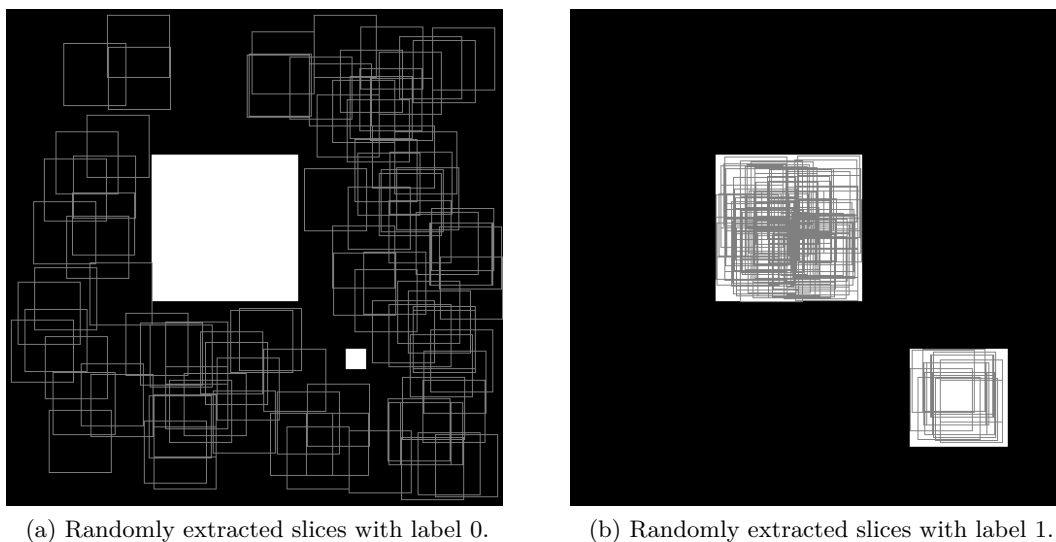 (a) Randomly extracted slices with label 0.
(b) Randomly extracted slices with label 1.